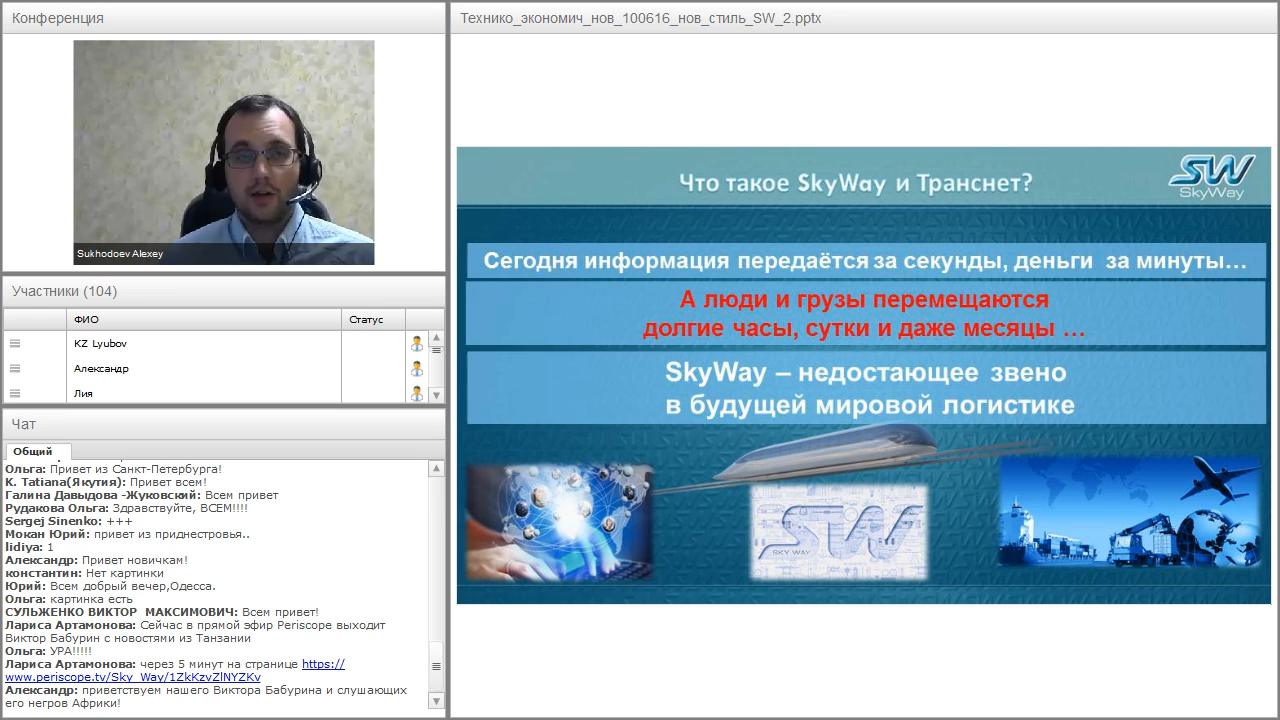 Конференция
Sukhodoev Alexey
Участники (104)
ФИО
Статус
KZ Lyubov
Александр
Лия
Чат
Общий
Ольга: Привет из Санкт-Петербурга!
K. Tatiana(Якутия): Привет всем!
Галина Давыдова -Жуковский: Всем привет
Рудакова Ольга: Здравствуйте, ВСЕМ!!!!
Sergej Sinenko: +++
Мокан Юрий: привет из приднестровья..
lidiya: 1
Александр: Привет новичкам!
константин: Нет картинки
Юрий: Всем добрый вечер,Одесса.
Ольга: картинка есть
СУЛЬЖЕНКО ВИКТОР МАКСИМОВИЧ: Всем привет!
Лариса Артамонова: Сейчас в прямой эфир Periscope выходит
Виктор Бабурин с новостями из Танзании
Ольга: УРА!!!!!
Лариса Артамонова: через 5 минут на странице https://
www.periscope.tv/Sky_Way/1ZkKzvZlNYZKv
Александр: приветствуем нашего Виктора Бабурина и слушающих
его негров Африки!
Технико_экономич_нов_100616_нов_стиль_SW_2.pptx
Что такое SkyWay и Транснет?
SW
SkyWay
Сегодня информация передаётся за секунды, деньги за минуты…
А люди и грузы перемещаются
долгие часы, сутки и даже месяцы …
SkyWay – недостающее звено
в будущей мировой логистике
SW
SKY WAY